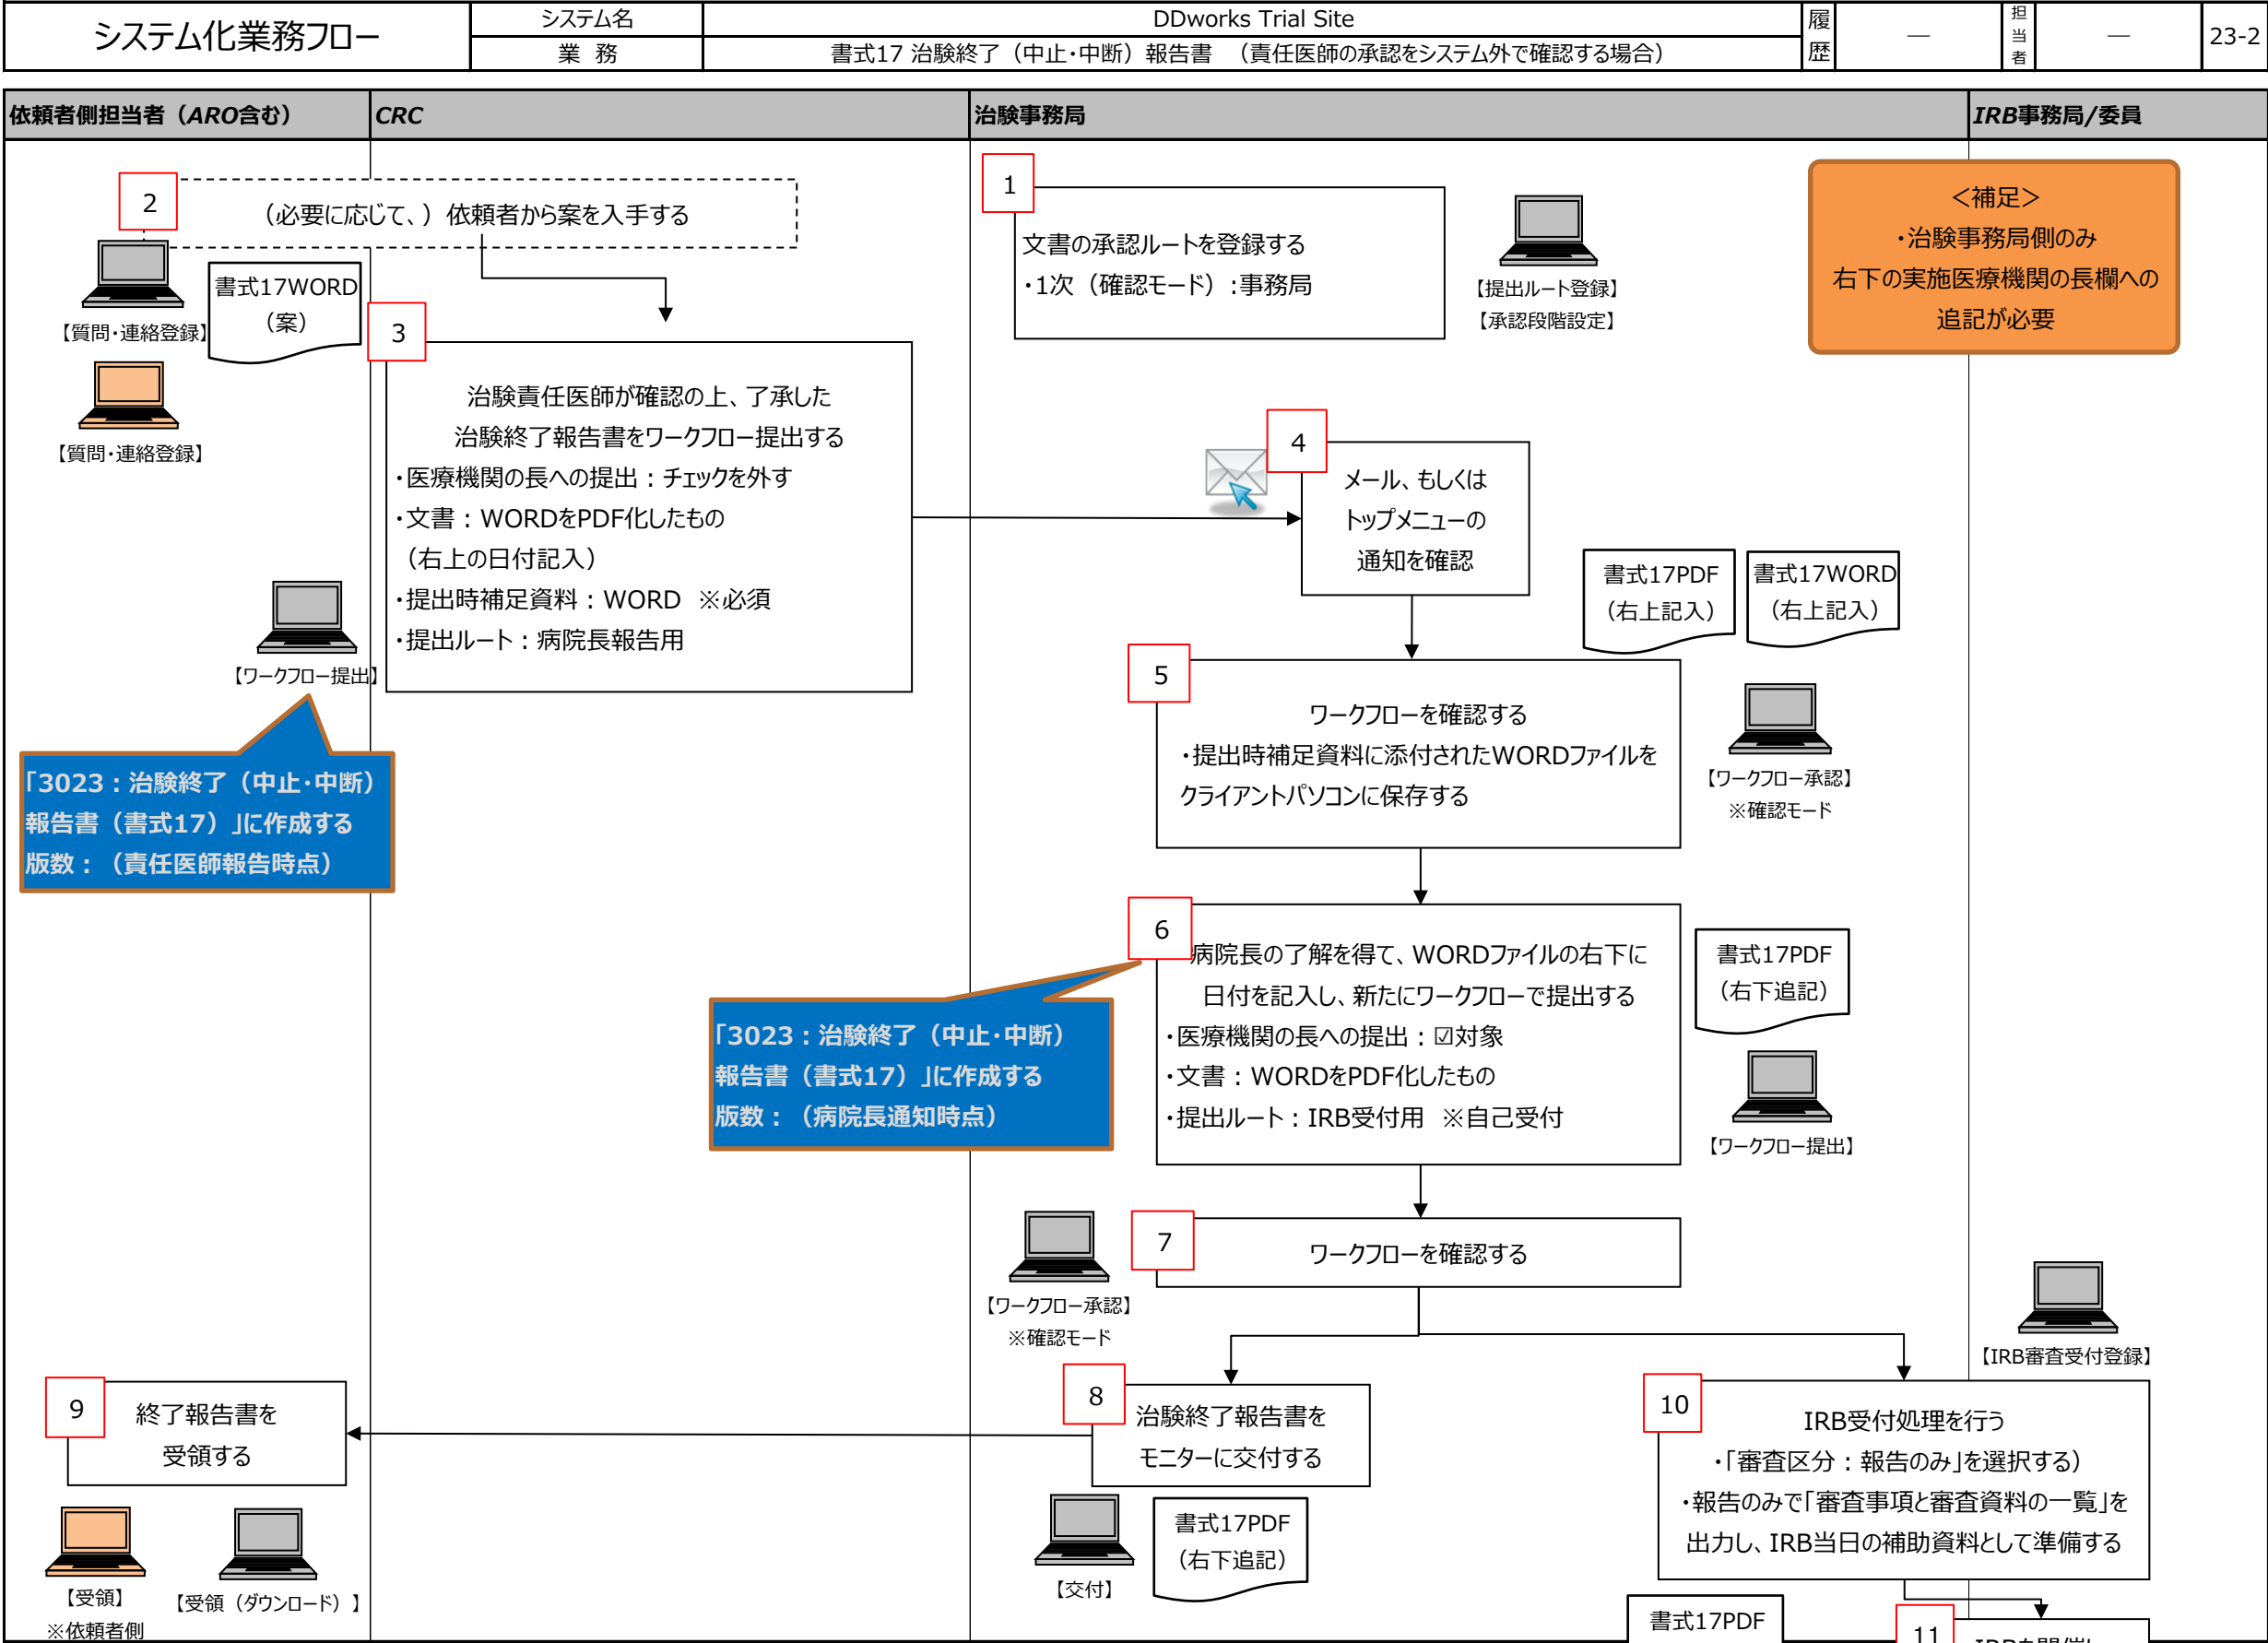 システム化業務フロー
システム名
DDworks Trial Site
業 務
書式17 治験終了（中止・中断）報告書 （責任医師の承認をシステム外で確認する場合）
履歴
―
担当者
―
23-2
依頼者側担当者（ARO含む）
CRC
治験事務局
IRB事務局/委員
2
（必要に応じて、）依頼者から案を入手する
【質問・連絡登録】
書式17WORD
（案）
【質問・連絡登録】
1
文書の承認ルートを登録する
・1次（確認モード）:事務局
【提出ルート登録】
【承認段階設定】
＜補足＞
・治験事務局側のみ
右下の実施医療機関の長欄への
追記が必要
3
治験責任医師が確認の上、了承した
治験終了報告書をワークフロー提出する
・医療機関の長への提出：チェックを外す
・文書：WORDをPDF化したもの
（右上の日付記入）
・提出時補足資料：WORD ※必須
・提出ルート：病院長報告用
【ワークフロー提出】
「3023：治験終了（中止・中断）
報告書（書式17）」に作成する
版数：（責任医師報告時点）
4
メール、もしくは
トップメニューの
通知を確認
書式17PDF
（右上記入）
書式17WORD
（右上記入）
5
ワークフローを確認する
・提出時補足資料に添付されたWORDファイルを
クライアントパソコンに保存する
【ワークフロー承認】
※確認モード
6
病院長の了解を得て、WORDファイルの右下に
日付を記入し、新たにワークフローで提出する
・医療機関の長への提出：☑対象
・文書：WORDをPDF化したもの
・提出ルート：IRB受付用 ※自己受付
書式17PDF
（右下追記）
【ワークフロー提出】
「3023：治験終了（中止・中断）
報告書（書式17）」に作成する
版数：（病院長通知時点）
7
ワークフローを確認する
【ワークフロー承認】
※確認モード
8
治験終了報告書を
モニターに交付する
【交付】
書式17PDF
（右下追記）
9
終了報告書を
受領する
【受領】
※依頼者側
【受領（ダウンロード）】
【IRB審査受付登録】
10
IRB受付処理を行う
・「審査区分：報告のみ」を選択する）
・報告のみで「審査事項と審査資料の一覧」を
出力し、IRB当日の補助資料として準備する
書式17PDF
11